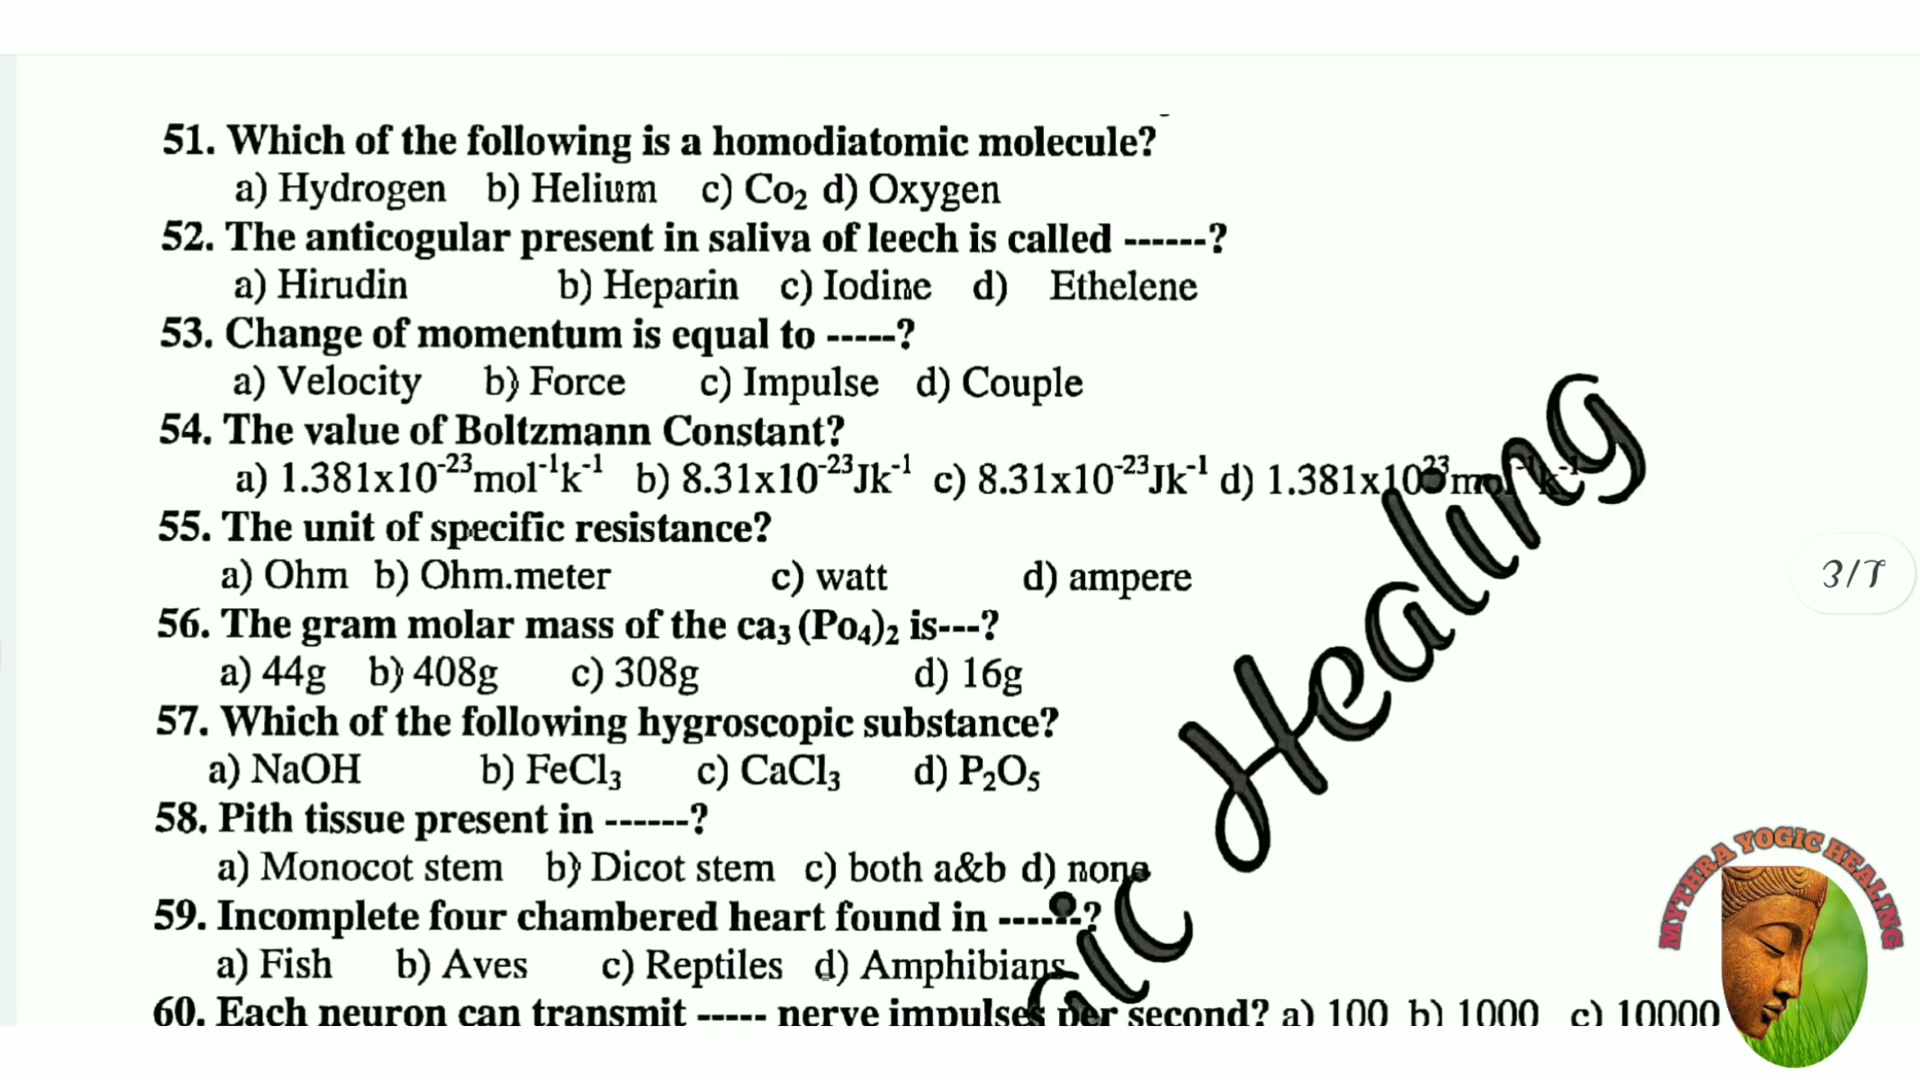 51. Which of the following is a homodiatomic molecule?
a) Hydrogen b) Helium c) Co₂ d) Oxygen
52. The anticogular present in saliva of leech is called ------?
a) Hirudin b) Heparin c) Iodine d) Ethelene
53. Change of momentum is equal to -----?
a) Velocity b) Force c) Impulse d) Couple
54. The value of Boltzmann Constant?
a) 1.381x10⁻²³mol⁻¹k⁻¹ b) 8.31x10⁻²³Jk⁻¹ c) 8.31x10⁻²³Jk⁻¹ d) 1.381x10²³mol⁻¹k⁻¹
55. The unit of specific resistance?
a) Ohm b) Ohm.meter c) watt d) ampere
56. The gram molar mass of the ca₃ (Po₄)₂ is---?
a) 44g b) 408g c) 308g d) 16g
57. Which of the following hygroscopic substance?
a) NaOH b) FeCl₃ c) CaCl₃ d) P₂O₅
58. Pith tissue present in ------?
a) Monocot stem b) Dicot stem c) both a&b d) none
59. Incomplete four chambered heart found in ------?
a) Fish b) Aves c) Reptiles d) Amphibians
60. Each neuron can transmit ----- nerve impulses per second? a) 100 b) 1000 c) 10000
gic Healing
3/7
MYTHRA YOGIC HEALING